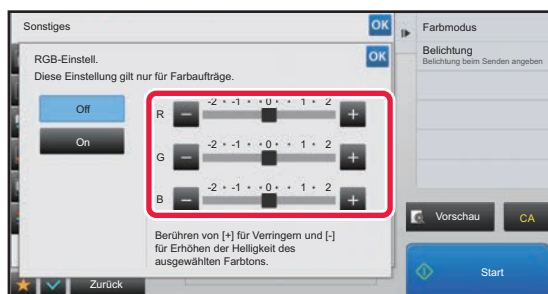 Sonstiges
OK
RGB-Einstell.
OK
Diese Einstellung gilt nur für Farbaufträge.
Off
On
R
-2 • -1 • • 0 • • 1 • 2
G
-2 • -1 • • 0 • • 1 • 2
B
-2 • -1 • • 0 • • 1 • 2
Berühren von [+] für Verringern und [-]
für Erhöhen der Helligkeit des
ausgewählten Farbtons.
Zurück
Farbmodus
Belichtung
Belichtung beim Senden angeben
Vorschau
CA
Start